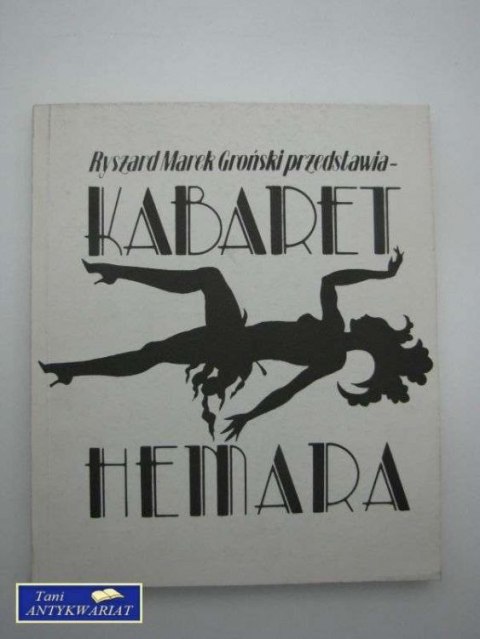 Ryszard Marek Groński przedstawia-
KABARET
HEMARA
Tani
ANTYKWARIAT